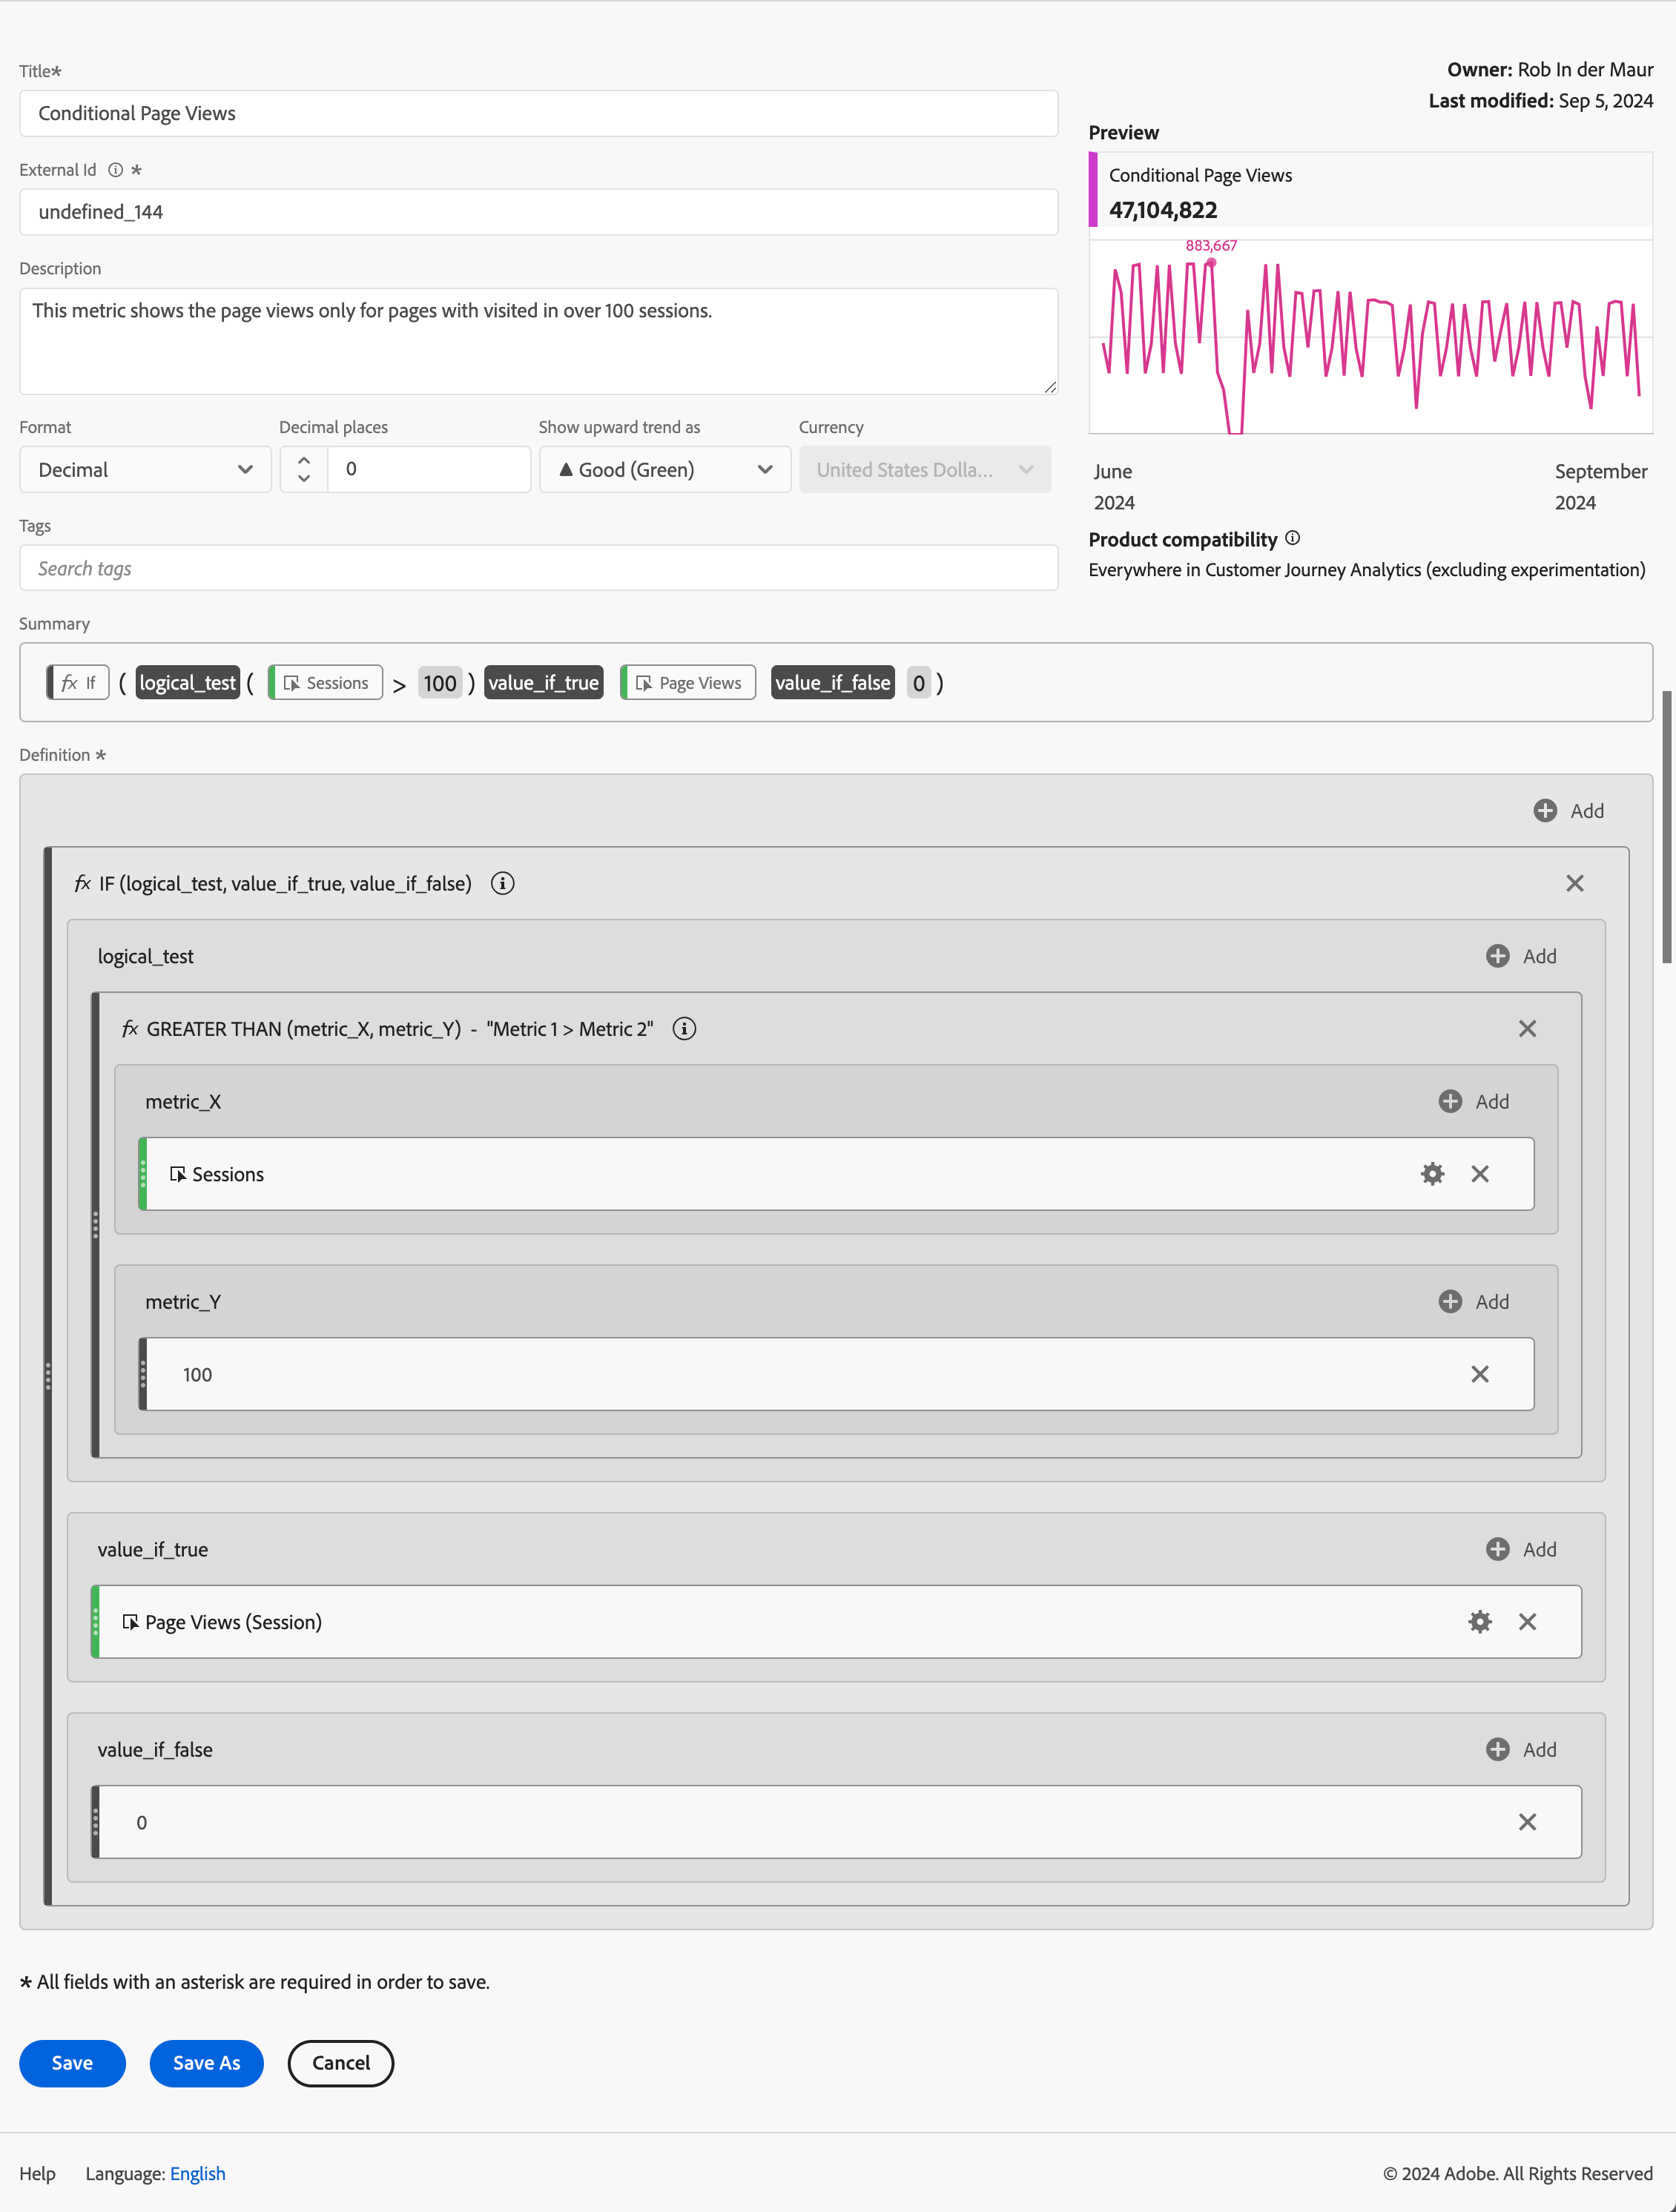 Title*
Conditional Page Views
External Id *
undefined_144
Description
This metric shows the page views only for pages with visited in over 100 sessions.
Format
Decimal places
Show upward trend as
Currency
Decimal
0
Good (Green)
United States Dolla...
Tags
Search tags
Owner: Rob In der Maur
Last modified: Sep 5, 2024
Preview
Conditional Page Views
47,104,822
883,667
June
2024
September
2024
Product compatibility
Everywhere in Customer Journey Analytics (excluding experimentation)
Summary
fx If ( logical_test ( Sessions > 100 ) value_if_true Page Views value_if_false 0 )
Definition *
Add
fx IF (logical_test, value_if_true, value_if_false)
logical_test
Add
fx GREATER THAN (metric_X, metric_Y) - "Metric 1 > Metric 2"
metric_X
Add
Sessions
metric_Y
Add
100
value_if_true
Add
Page Views (Session)
value_if_false
Add
0
* All fields with an asterisk are required in order to save.
Save
Save As
Cancel
Help
Language: English
© 2024 Adobe. All Rights Reserved